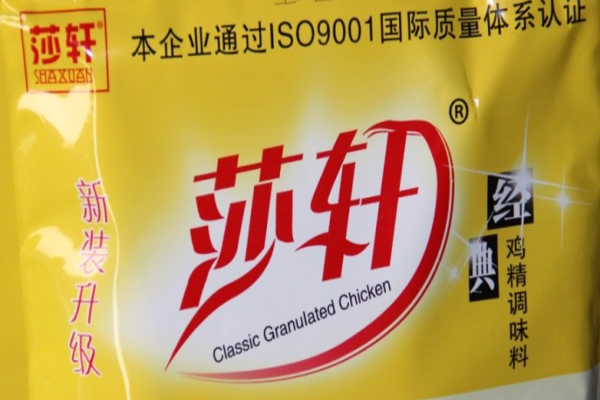 莎轩
SHAXUAN
本企业通过ISO9001国际质量体系认证
莎轩®
Classic Granulated Chicken
新装升级
经典
鸡精调味料